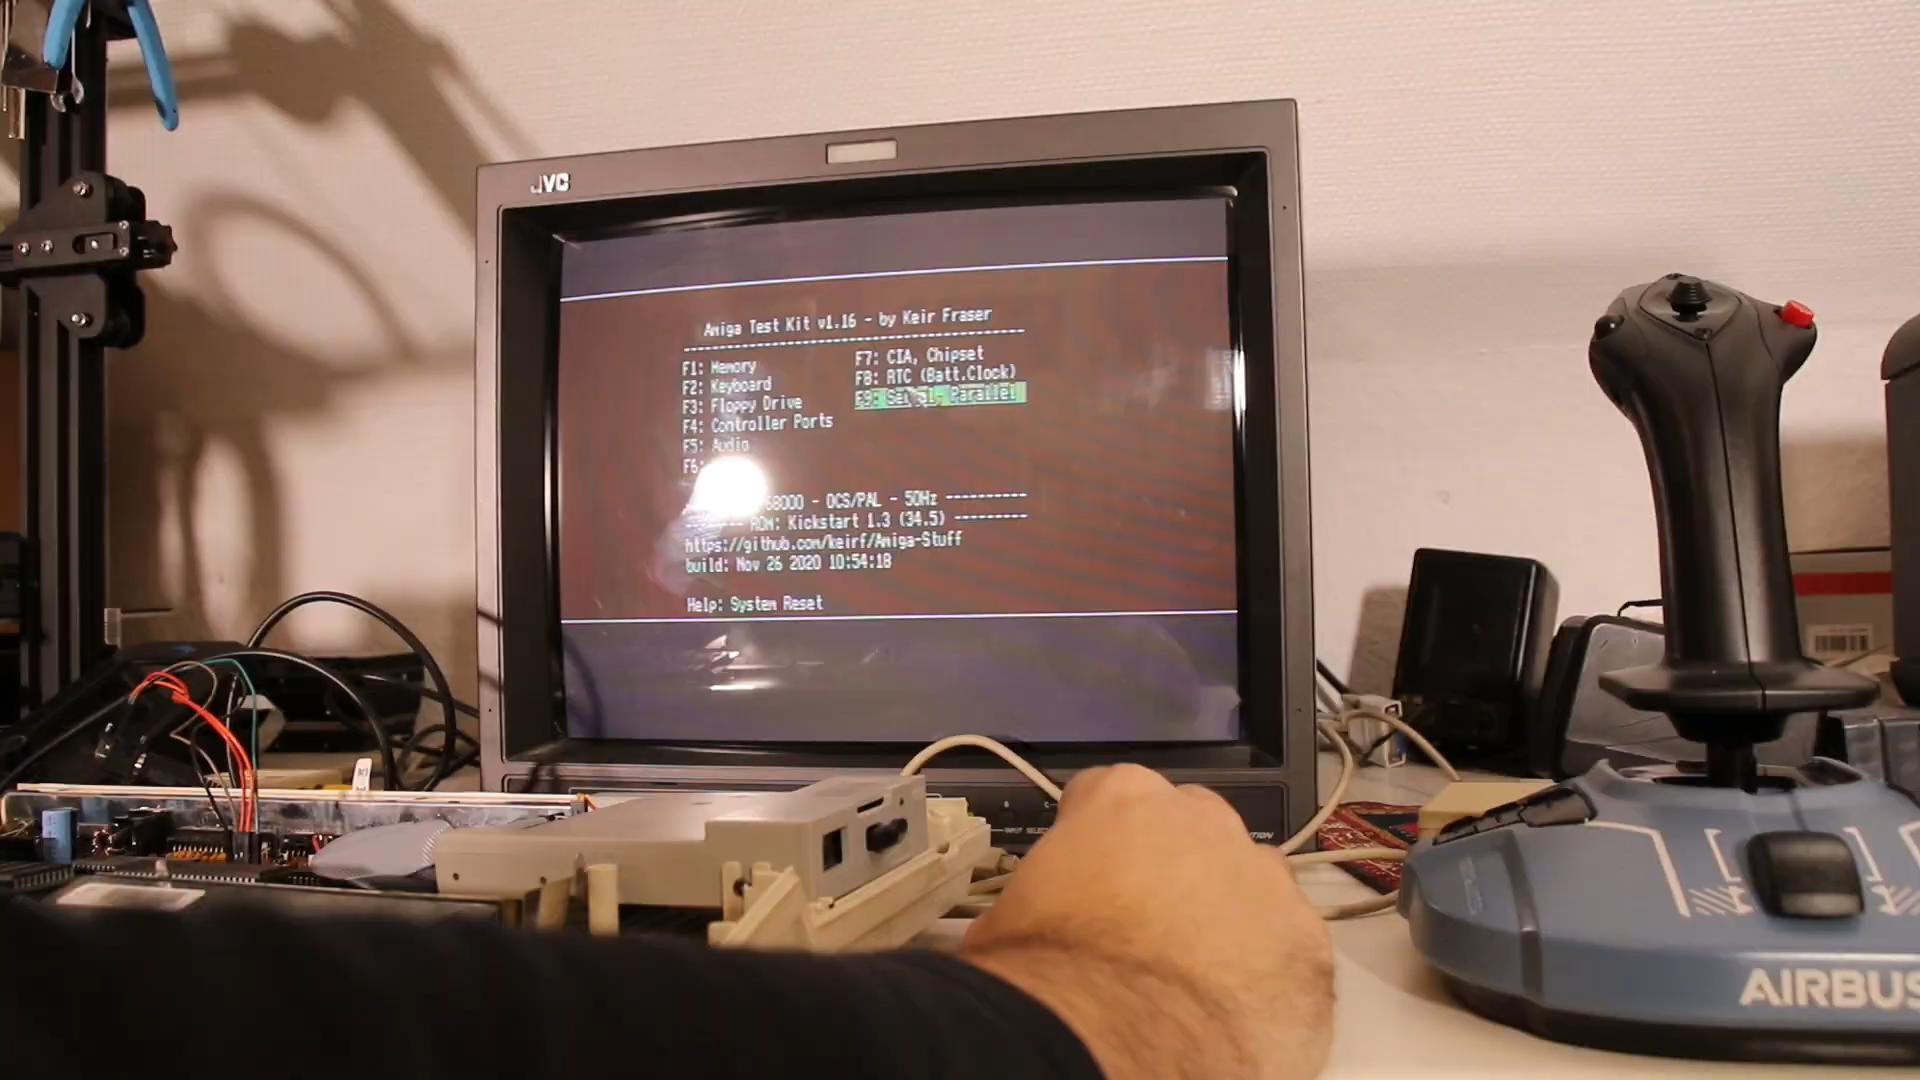 JVC
Amiga Test Kit v1.16 - by Keir Fraser
F1: Memory
F2: Keyboard
F3: Floppy Drive
F4: Controller Ports
F5: Audio
F6:
F7: CIA, Chipset
F8: RTC (Batt.Clock)
F9: Serial, Parallel
68000 - OCS/PAL - 50Hz ----------
ROM: Kickstart 1.3 (34.5) ---------
https://github.com/keirf/Amiga-Stuff
build: Nov 26 2020 10:54:18
Help: System Reset
AIRBUS